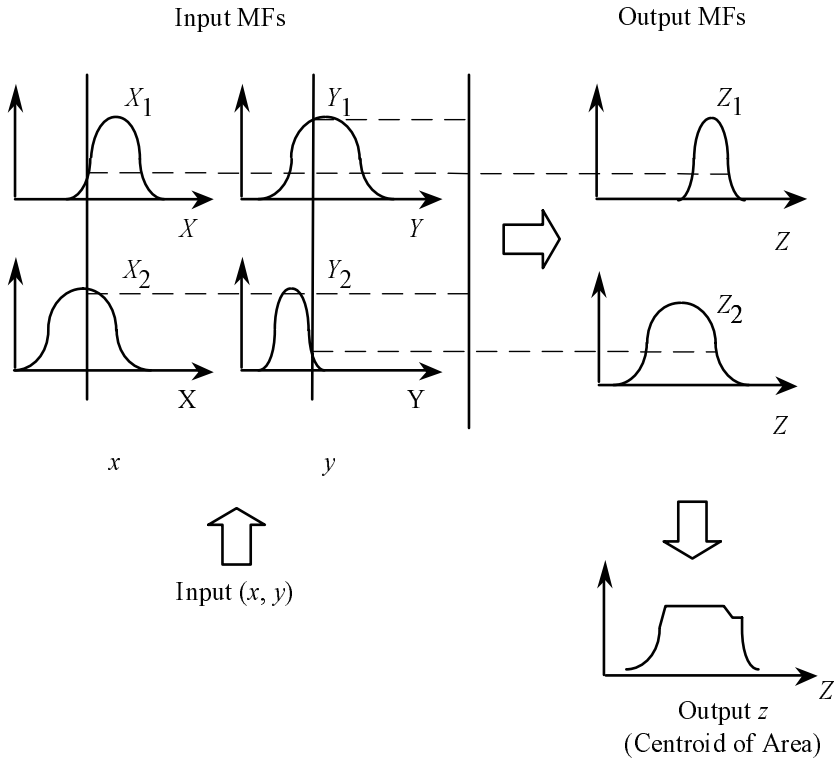 Input MFs
Output MFs
X1
Y1
Z1
X
Y
Z
X2
Y2
Z2
X
Y
Z
x
y
Input (x, y)
Z
Output z
(Centroid of Area)